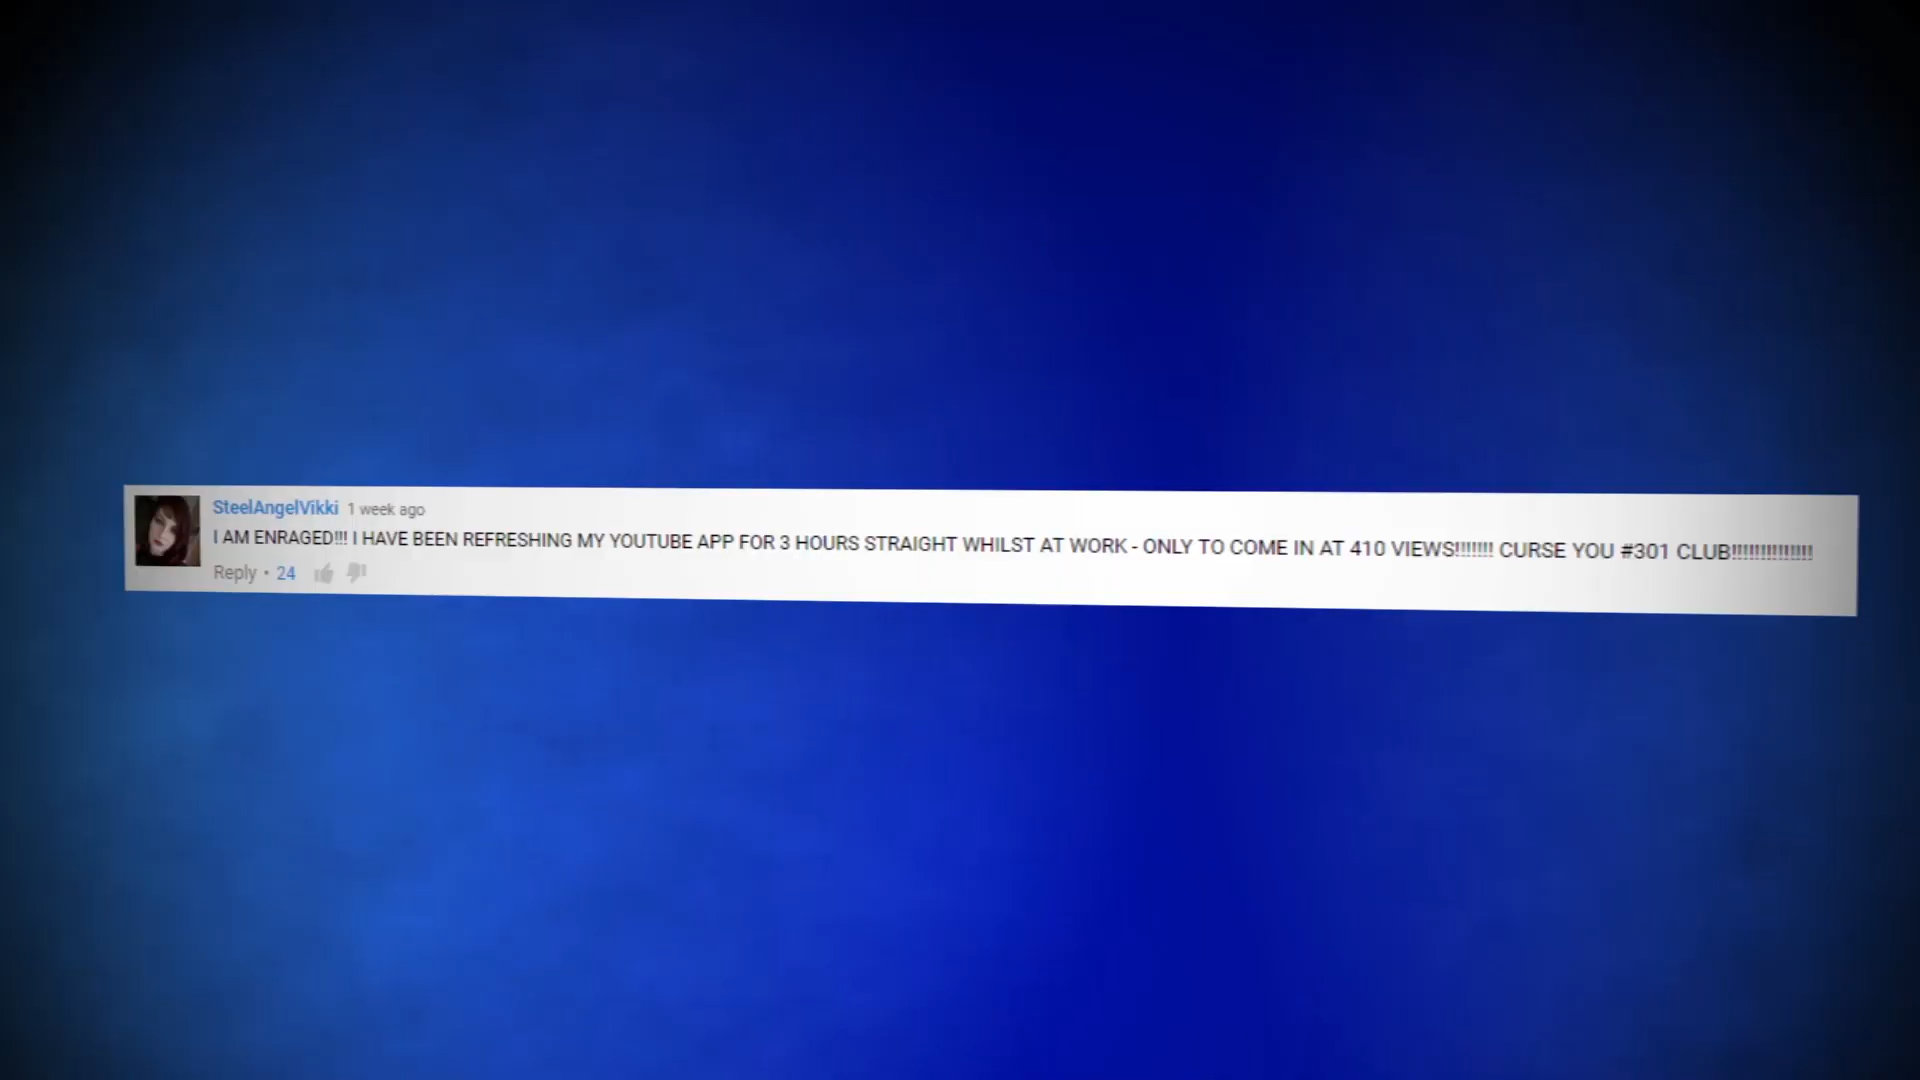 SteelAngelVikki 1 week ago
I AM ENRAGED!!! I HAVE BEEN REFRESHING MY YOUTUBE APP FOR 3 HOURS STRAIGHT WHILST AT WORK - ONLY TO COME IN AT 410 VIEWS!!!!!!! CURSE YOU #301 CLUB!!!!!!!!!!!!!!!
Reply • 24